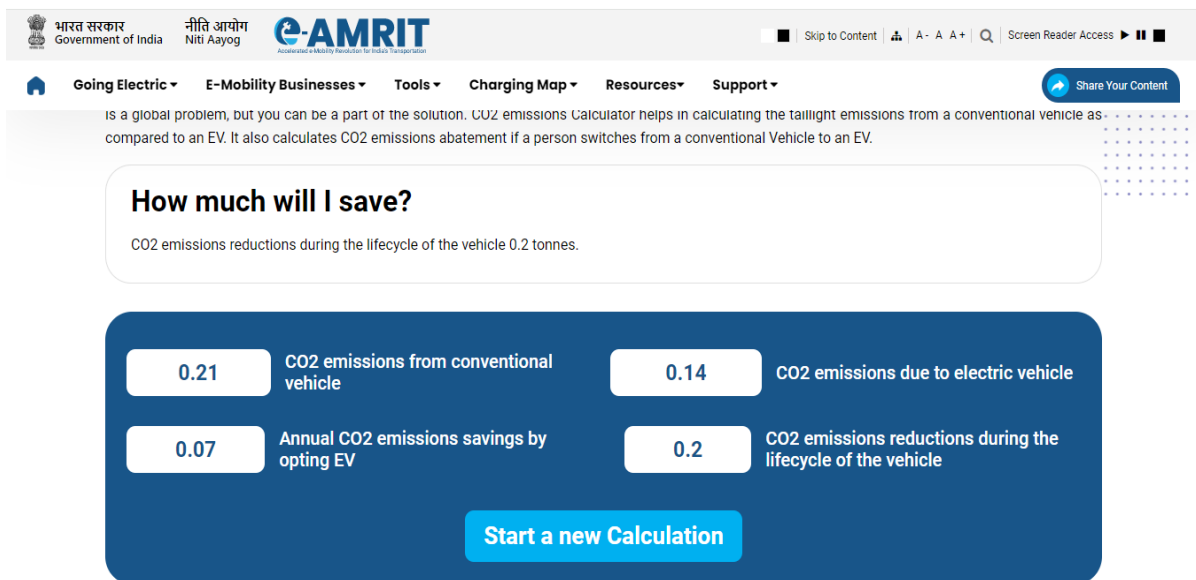 भारत सरकार
Government of India
नीति आयोग
Niti Aayog
e-AMRIT
Accelerated e-Mobility Revolution for India's Transportation
Skip to Content
A- A A+
Screen Reader Access
Going Electric
E-Mobility Businesses
Tools
Charging Map
Resources
Support
Share Your Content
is a global problem, but you can be a part of the solution. CO2 emissions Calculator helps in calculating the taillight emissions from a conventional vehicle as
compared to an EV. It also calculates CO2 emissions abatement if a person switches from a conventional Vehicle to an EV.
How much will I save?
CO2 emissions reductions during the lifecycle of the vehicle 0.2 tonnes.
0.21
CO2 emissions from conventional
vehicle
0.14
CO2 emissions due to electric vehicle
0.07
Annual CO2 emissions savings by
opting EV
0.2
CO2 emissions reductions during the
lifecycle of the vehicle
Start a new Calculation